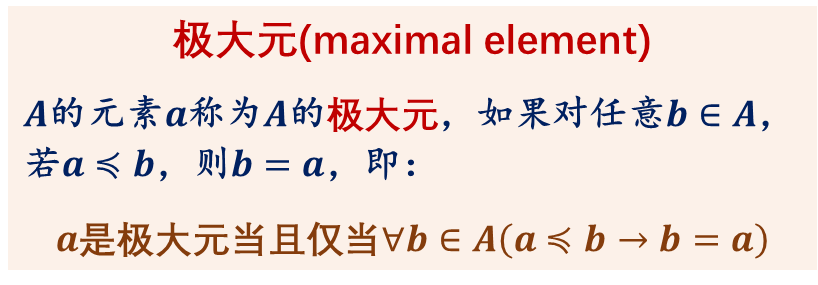 极大元(maximal element)
A的元素a称为A的极大元，如果对任意b ∈ A，
若a ≼ b，则b = a，即：
a是极大元当且仅当∀b ∈ A(a ≼ b → b = a)